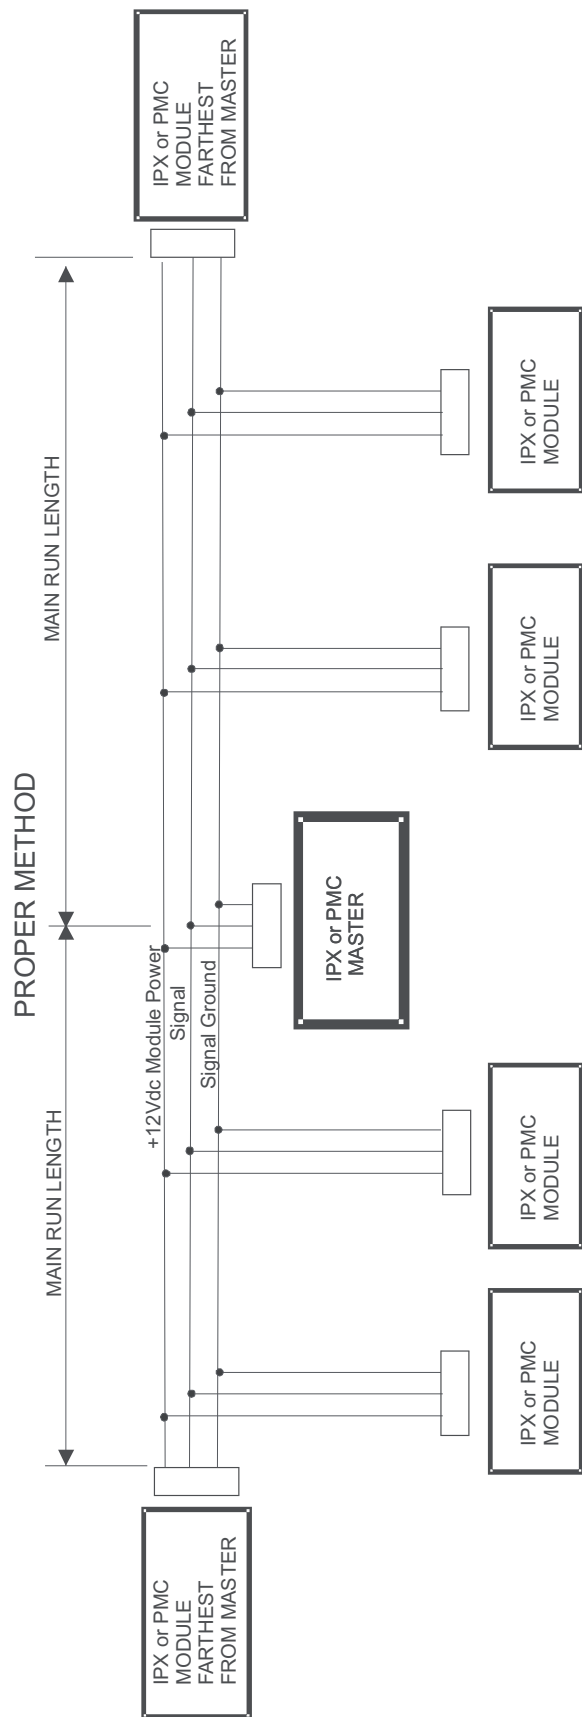 PROPER METHOD
MAIN RUN LENGTH
MAIN RUN LENGTH
IPX or PMC
MODULE
FARTHEST
FROM MASTER
+12Vdc Module Power
Signal
Signal Ground
IPX or PMC
MODULE
FARTHEST
FROM MASTER
IPX or PMC
MODULE
IPX or PMC
MODULE
IPX or PMC
MASTER
IPX or PMC
MODULE
IPX or PMC
MODULE